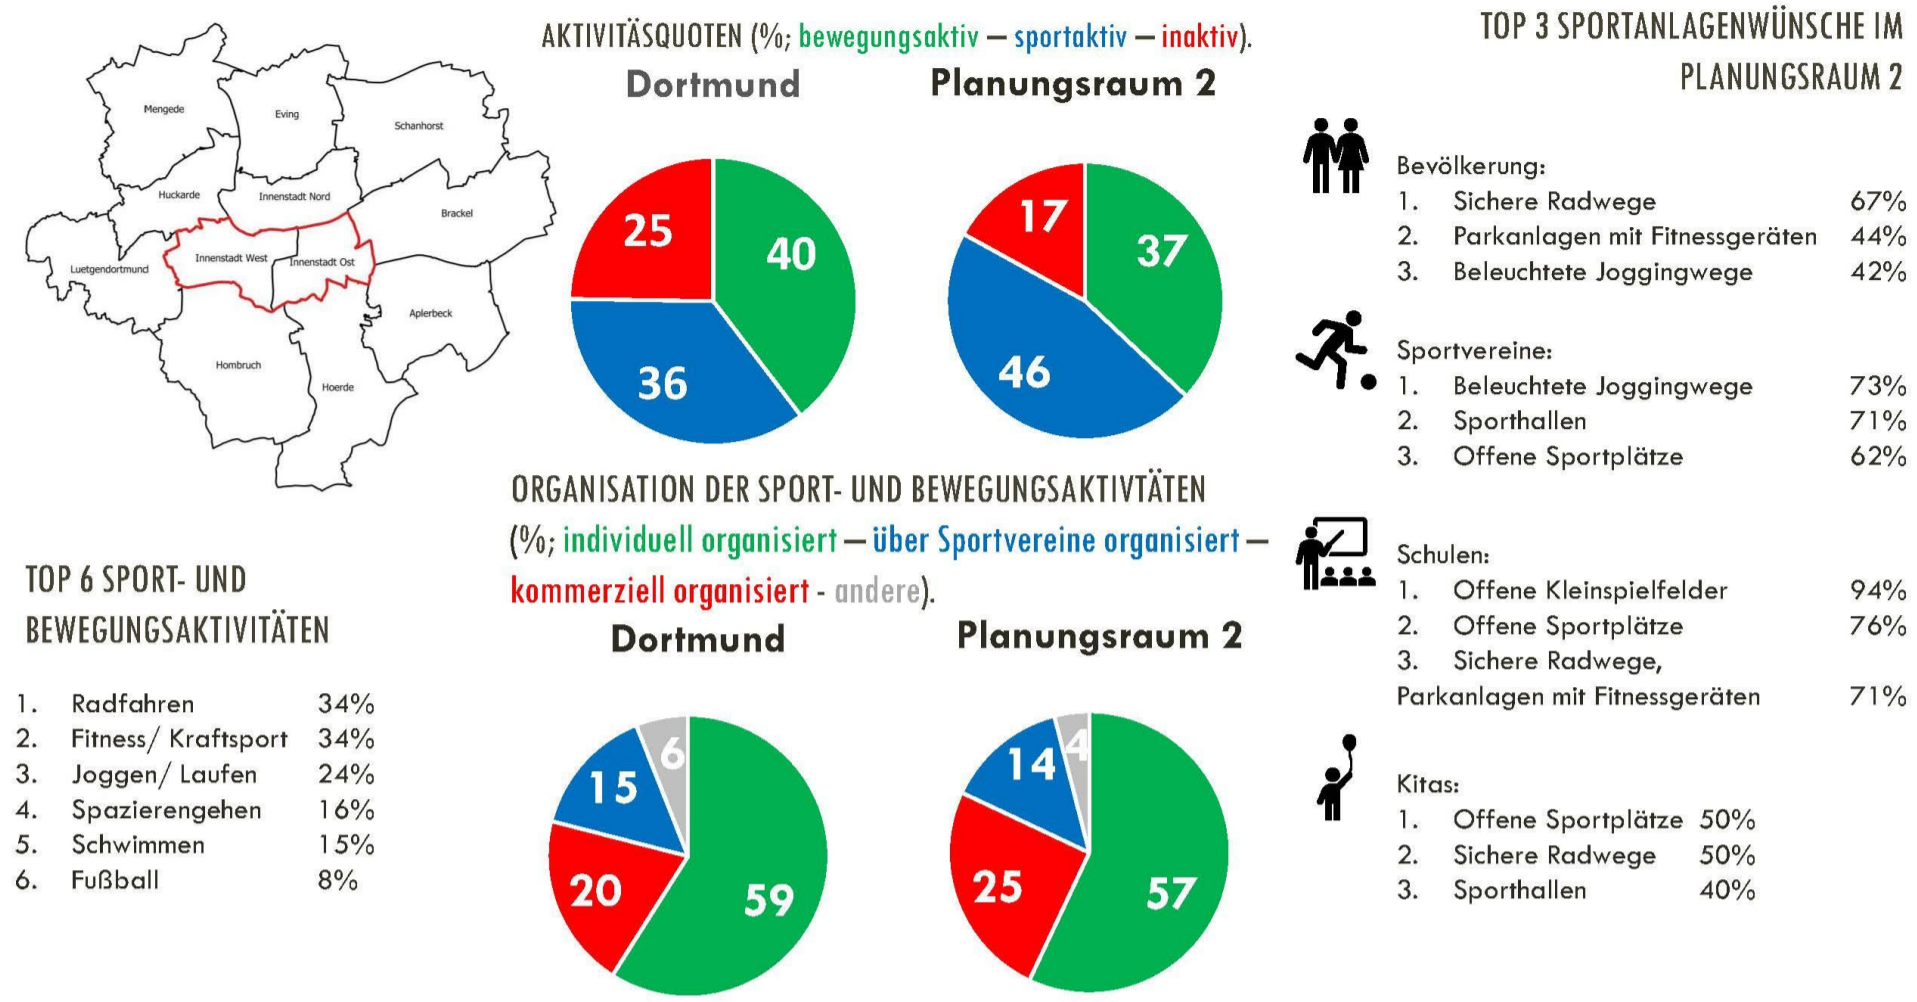 Mengede
Eving
Schanhorst
Huckarde
Innenstadt Nord
Brackel
Luetgendortmund
Innenstadt West
Innenstadt Ost
Aplerbeck
Hombruch
Hoerde
TOP 6 SPORT- UND
BEWEGUNGSAKTIVITÄTEN
1. Radfahren 34%
2. Fitness/ Kraftsport 34%
3. Joggen/ Laufen 24%
4. Spazierengehen 16%
5. Schwimmen 15%
6. Fußball 8%
AKTIVITÄSQUOTEN (%; bewegungsaktiv – sportaktiv – inaktiv).
Dortmund
Planungsraum 2
25
40
36
17
37
46
ORGANISATION DER SPORT- UND BEWEGUNGSAKTIVTÄTEN
(%; individuell organisiert – über Sportvereine organisiert –
kommerziell organisiert - andere).
Dortmund
Planungsraum 2
6
15
20
59
4
14
25
57
TOP 3 SPORTANLAGENWÜNSCHE IM
PLANUNGSRAUM 2
Bevölkerung:
1. Sichere Radwege 67%
2. Parkanlagen mit Fitnessgeräten 44%
3. Beleuchtete Joggingwege 42%
Sportvereine:
1. Beleuchtete Joggingwege 73%
2. Sporthallen 71%
3. Offene Sportplätze 62%
Schulen:
1. Offene Kleinspielfelder 94%
2. Offene Sportplätze 76%
3. Sichere Radwege,
Parkanlagen mit Fitnessgeräten 71%
Kitas:
1. Offene Sportplätze 50%
2. Sichere Radwege 50%
3. Sporthallen 40%